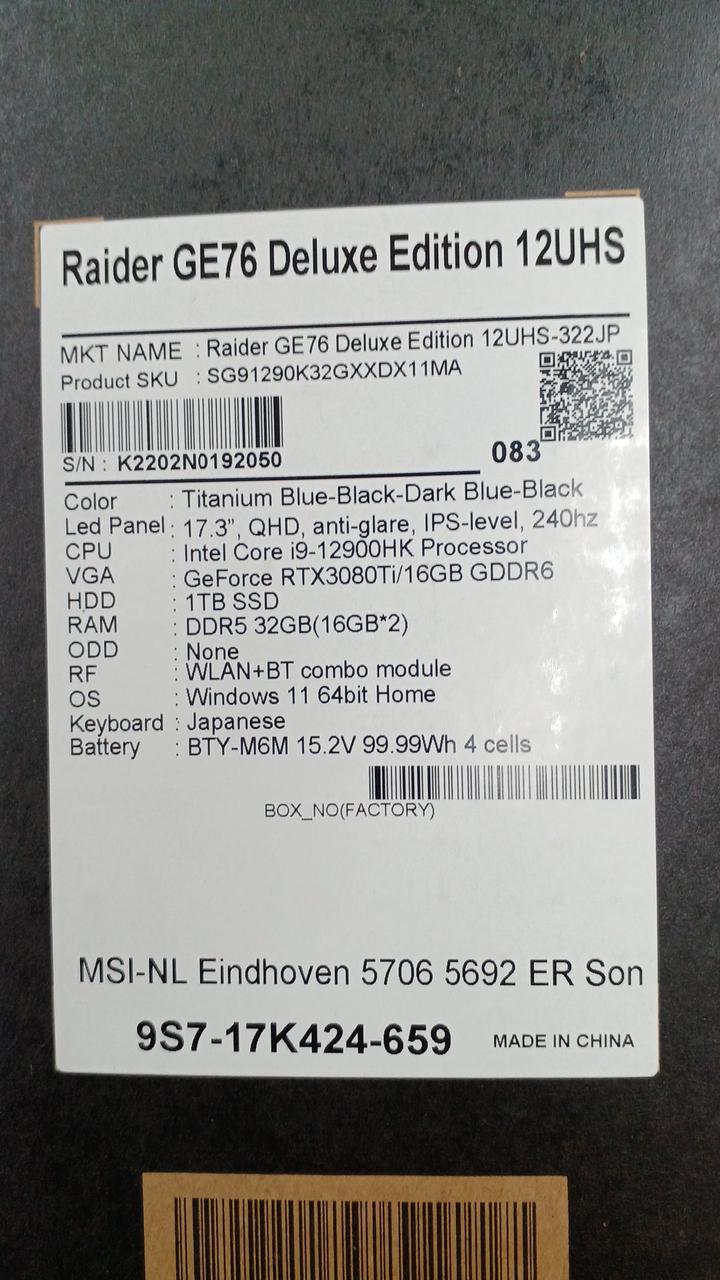 Raider GE76 Deluxe Edition 12UHS
MKT NAME : Raider GE76 Deluxe Edition 12UHS-322JP
Product SKU : SG91290K32GXXDX11MA
S/N : K2202N0192050
083
Color : Titanium Blue-Black-Dark Blue-Black
Led Panel : 17.3”, QHD, anti-glare, IPS-level, 240hz
CPU : Intel Core i9-12900HK Processor
VGA : GeForce RTX3080Ti/16GB GDDR6
HDD : 1TB SSD
RAM : DDR5 32GB(16GB*2)
ODD : None
RF : WLAN+BT combo module
OS : Windows 11 64bit Home
Keyboard : Japanese
Battery : BTY-M6M 15.2V 99.99Wh 4 cells
BOX_NO(FACTORY)
MSI-NL Eindhoven 5706 5692 ER Son
9S7-17K424-659 MADE IN CHINA